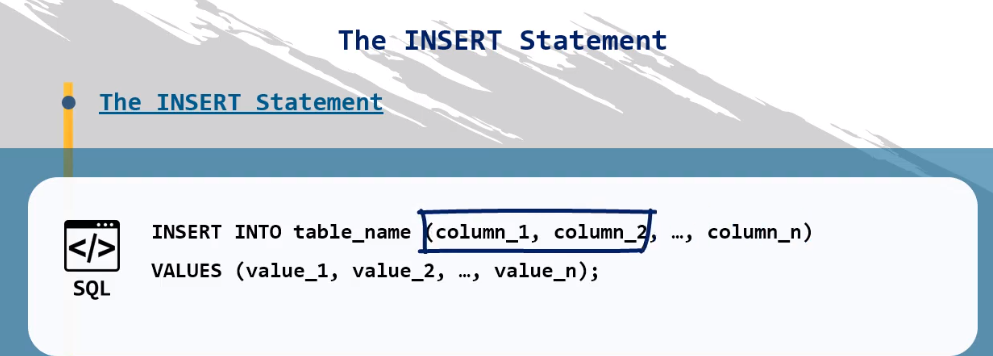 The INSERT Statement
The INSERT Statement
</>
SQL
INSERT INTO table_name (column_1, column_2, …, column_n)
VALUES (value_1, value_2, …, value_n);